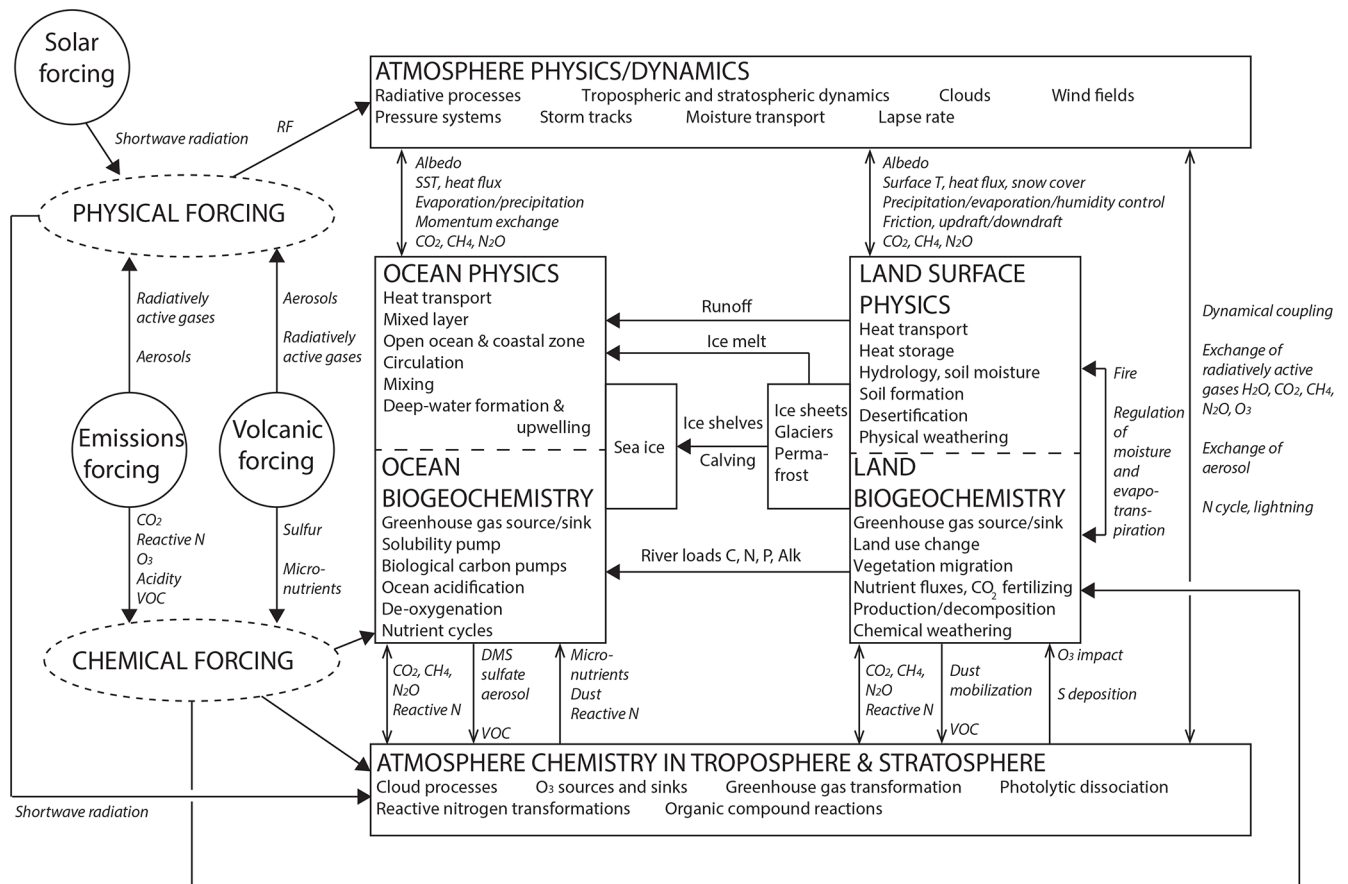 Solar
forcing
Shortwave radiation
RF
ATMOSPHERE PHYSICS/DYNAMICS
Radiative processes Tropospheric and stratospheric dynamics Clouds Wind fields
Pressure systems Storm tracks Moisture transport Lapse rate
PHYSICAL FORCING
Albedo
SST, heat flux
Evaporation/precipitation
Momentum exchange
CO₂, CH₄, N₂O
Albedo
Surface T, heat flux, snow cover
Precipitation/evaporation/humidity control
Friction, updraft/downdraft
CO₂, CH₄, N₂O
Radiatively
active gases
Aerosols
Aerosols
Radiatively
active gases
Emissions
forcing
Volcanic
forcing
CO₂
Reactive N
O₃
Acidity
VOC
Sulfur
Micro-
nutrients
CHEMICAL FORCING
OCEAN PHYSICS
Heat transport
Mixed layer
Open ocean & coastal zone
Circulation
Mixing
Deep-water formation &
upwelling
OCEAN
BIOGEOCHEMISTRY
Greenhouse gas source/sink
Solubility pump
Biological carbon pumps
Ocean acidification
De-oxygenation
Nutrient cycles
Runoff
Ice melt
Sea ice
Ice shelves
Calving
Ice sheets
Glaciers
Perma-
frost
River loads C, N, P, Alk
LAND SURFACE
PHYSICS
Heat transport
Heat storage
Hydrology, soil moisture
Soil formation
Desertification
Physical weathering
LAND
BIOGEOCHEMISTRY
Greenhouse gas source/sink
Land use change
Vegetation migration
Nutrient fluxes, CO₂ fertilizing
Production/decomposition
Chemical weathering
Fire
Regulation
of
moisture
and
evapo-
trans-
piration
Dynamical coupling
Exchange of
radiatively active
gases H₂O, CO₂, CH₄,
N₂O, O₃
Exchange of
aerosol
N cycle, lightning
CO₂, CH₄,
N₂O
Reactive N
DMS
sulfate
aerosol
VOC
Micro-
nutrients
Dust
Reactive N
CO₂, CH₄,
N₂O
Reactive N
Dust
mobilization
VOC
O₃ impact
S deposition
ATMOSPHERE CHEMISTRY IN TROPOSPHERE & STRATOSPHERE
Cloud processes O₃ sources and sinks Greenhouse gas transformation Photolytic dissociation
Reactive nitrogen transformations Organic compound reactions
Shortwave radiation